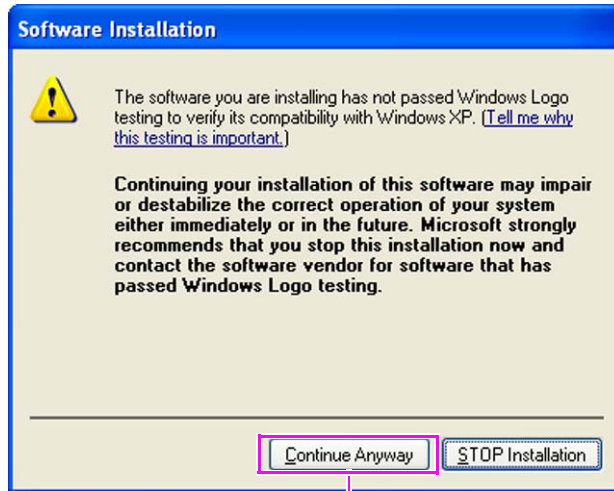 Software Installation
The software you are installing has not passed Windows Logo
testing to verify its compatibility with Windows XP. (Tell me why
this testing is important.)
Continuing your installation of this software may impair
or destabilize the correct operation of your system
either immediately or in the future. Microsoft strongly
recommends that you stop this installation now and
contact the software vendor for software that has
passed Windows Logo testing.
Continue Anyway
STOP Installation